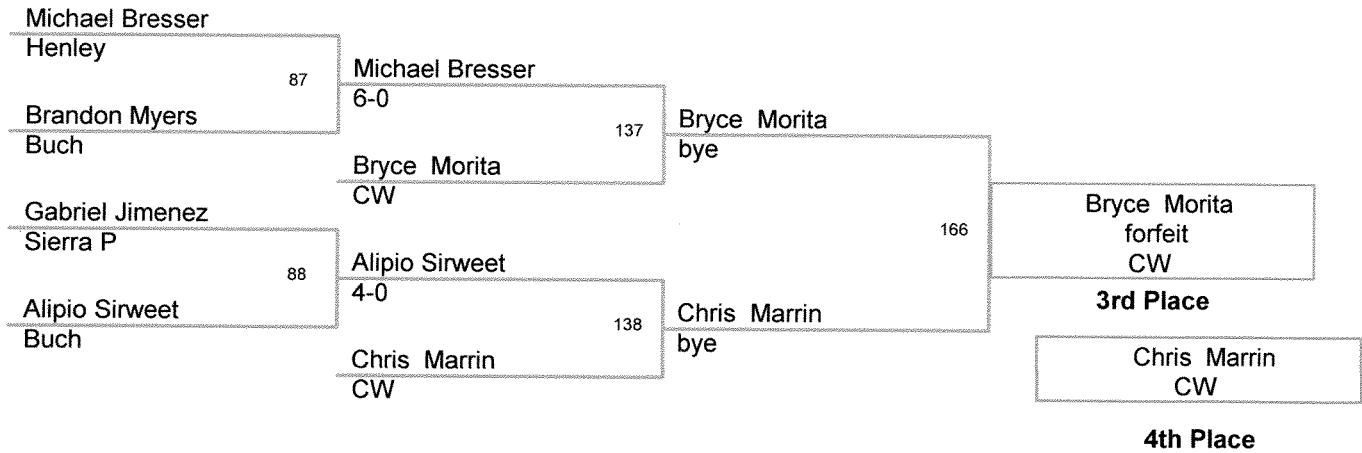 Michael Bresser
Henley
87
Brandon Myers
Buch
Michael Bresser
6-0
137
Bryce Morita
CW
Gabriel Jimenez
Sierra P
88
Alipio Sirweet
Buch
Alipio Sirweet
4-0
138
Chris Marrin
CW
Bryce Morita
bye
166
Chris Marrin
bye
Bryce Morita
forfeit
CW
3rd Place
Chris Marrin
CW
4th Place